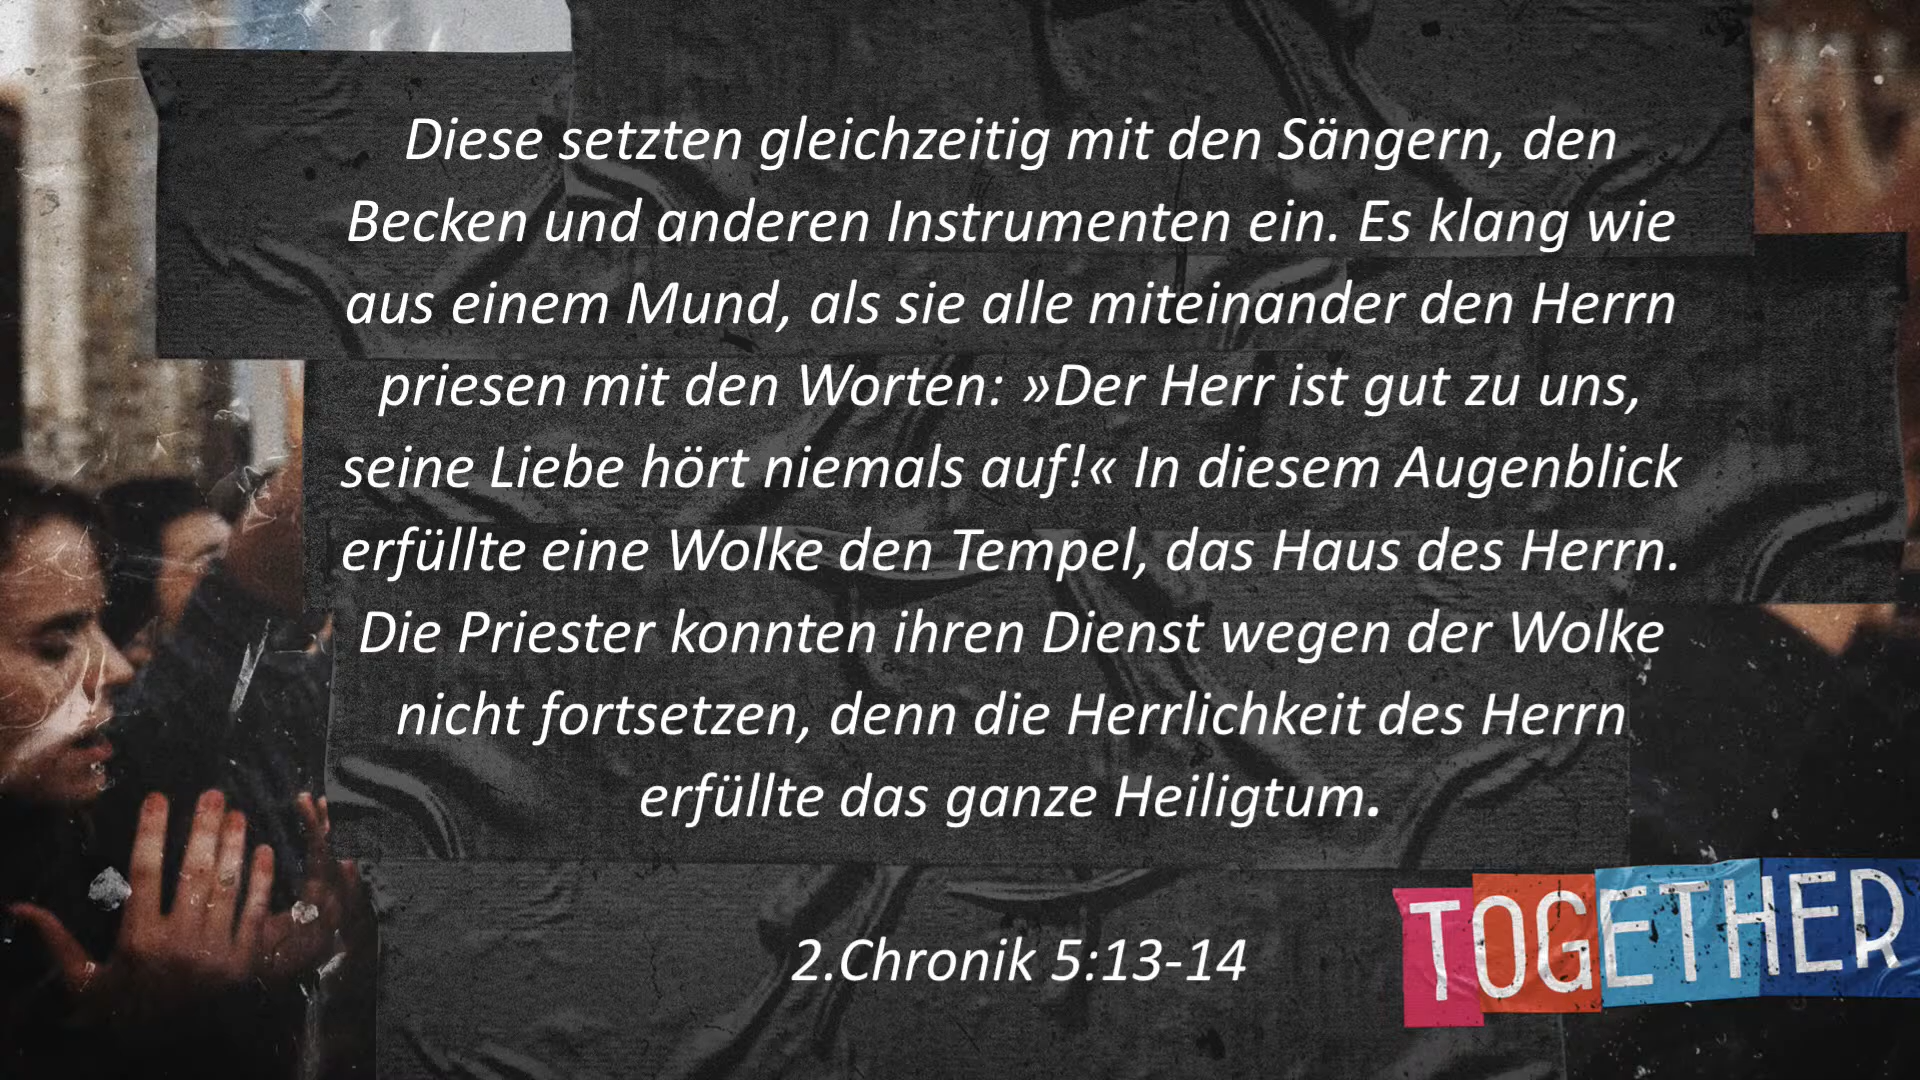 Diese setzten gleichzeitig mit den Sängern, den
Becken und anderen Instrumenten ein. Es klang wie
aus einem Mund, als sie alle miteinander den Herrn
priesen mit den Worten: »Der Herr ist gut zu uns,
seine Liebe hört niemals auf!« In diesem Augenblick
erfüllte eine Wolke den Tempel, das Haus des Herrn.
Die Priester konnten ihren Dienst wegen der Wolke
nicht fortsetzen, denn die Herrlichkeit des Herrn
erfüllte das ganze Heiligtum.
2.Chronik 5:13-14
TOGETHER